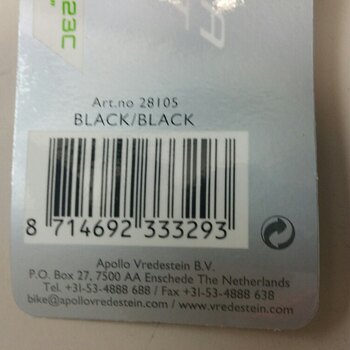 23C
Art.no 28105
BLACK/BLACK
8 714692 333293
Apollo Vredestein B.V.
P.O. Box 27, 7500 AA Enschede The Netherlands
Tel. +31-53-4888 688 / Fax +31-53-4888 638
bike@apollovredestein.com / www.vredestein.com